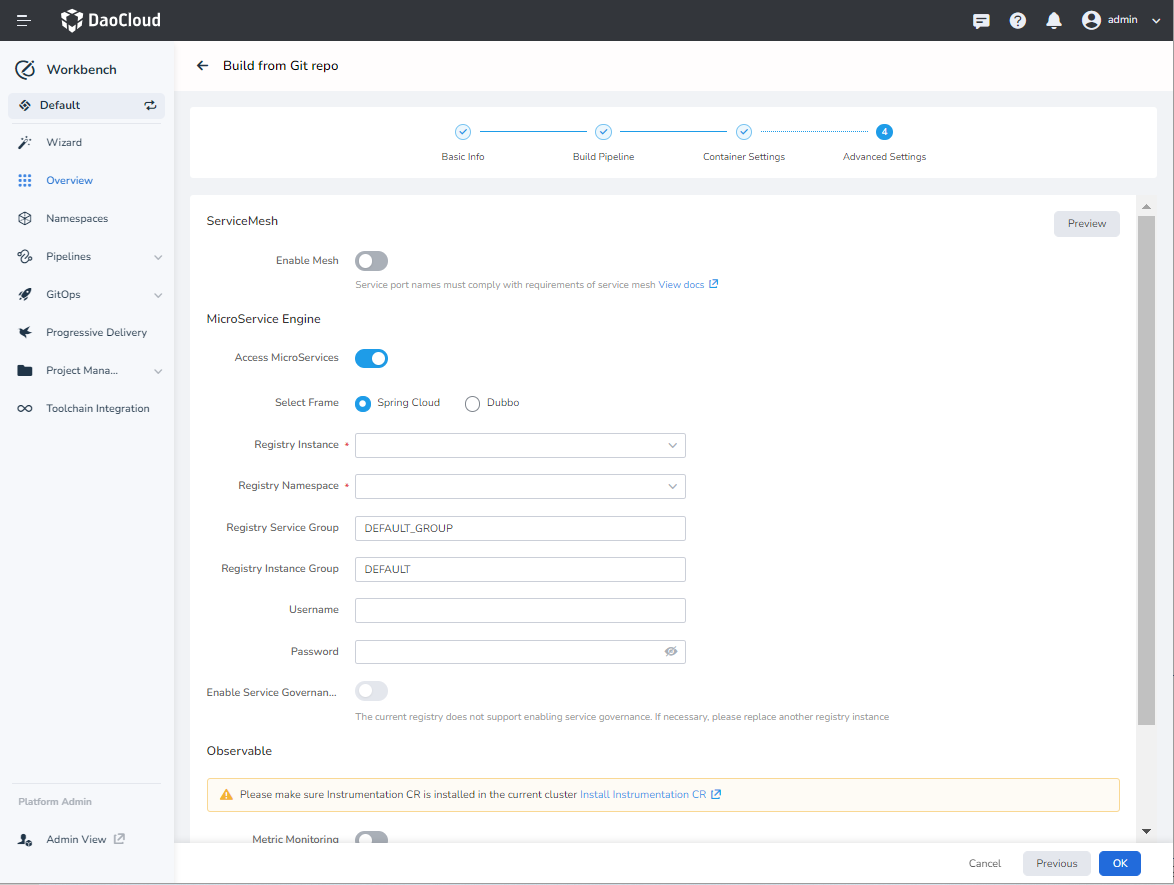 DaoCloud
admin
Workbench
Default
Wizard
Overview
Namespaces
Pipelines
GitOps
Progressive Delivery
Project Mana...
Toolchain Integration
Platform Admin
Admin View
Build from Git repo
4
Basic Info
Build Pipeline
Container Settings
Advanced Settings
ServiceMesh
Preview
Enable Mesh
Service port names must comply with requirements of service mesh View docs
MicroService Engine
Access MicroServices
Select Frame Spring Cloud Dubbo
Registry Instance *
Registry Namespace *
Registry Service Group DEFAULT_GROUP
Registry Instance Group DEFAULT
Username
Password
Enable Service Governan...
The current registry does not support enabling service governance. If necessary, please replace another registry instance
Observable
Please make sure Instrumentation CR is installed in the current cluster Install Instrumentation CR
Metric Monitoring
Cancel Previous OK